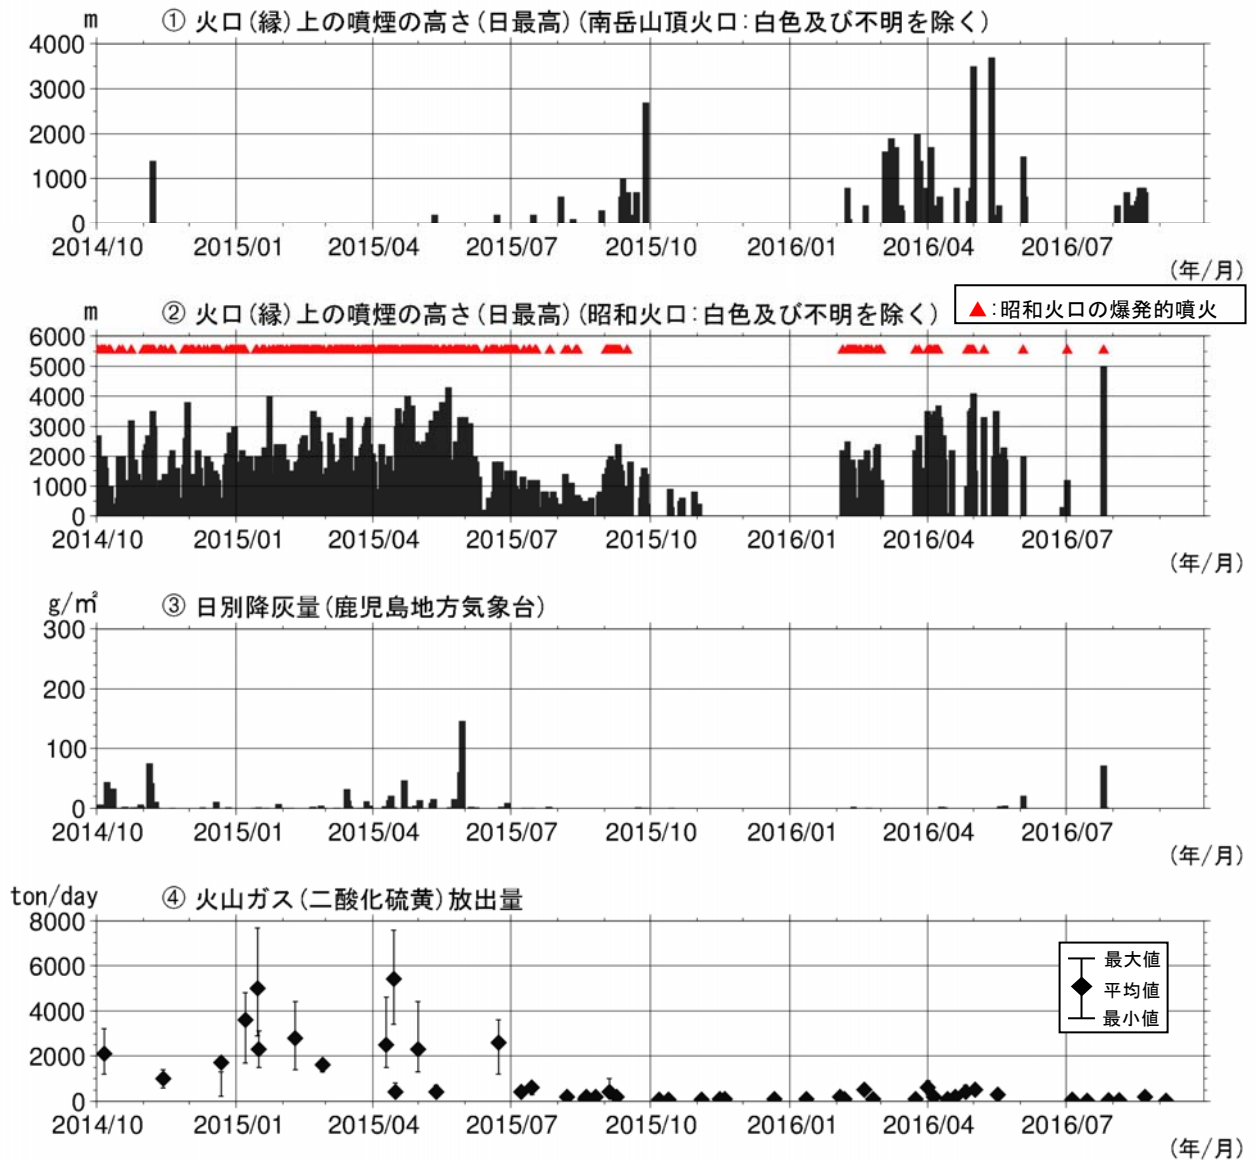 m ① 火口(縁)上の噴煙の高さ(日最高)(南岳山頂火口:白色及び不明を除く)
4000
3000
2000
1000
0
2014/10 2015/01 2015/04 2015/07 2015/10 2016/01 2016/04 2016/07
(年/月)
m ② 火口(縁)上の噴煙の高さ(日最高)(昭和火口:白色及び不明を除く)
▲:昭和火口の爆発的噴火
6000
5000
4000
3000
2000
1000
0
2014/10 2015/01 2015/04 2015/07 2015/10 2016/01 2016/04 2016/07
(年/月)
g/㎡ ③ 日別降灰量(鹿児島地方気象台)
300
200
100
0
2014/10 2015/01 2015/04 2015/07 2015/10 2016/01 2016/04 2016/07
(年/月)
ton/day ④ 火山ガス(二酸化硫黄)放出量
8000
6000
4000
2000
0
最大値
平均値
最小値
2014/10 2015/01 2015/04 2015/07 2015/10 2016/01 2016/04 2016/07
(年/月)